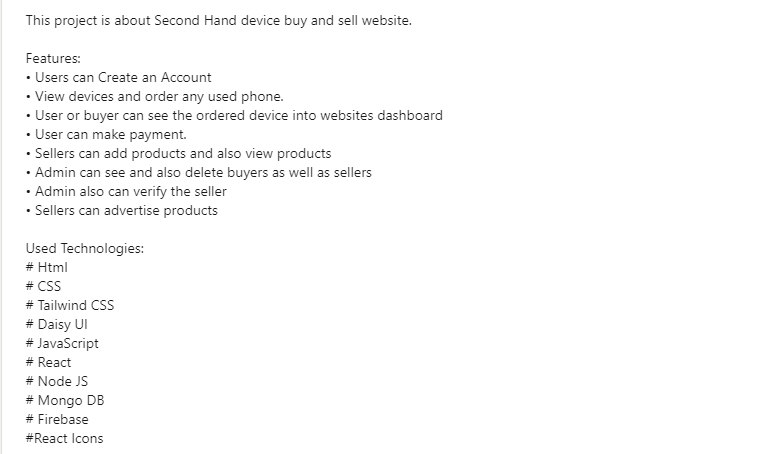 This project is about Second Hand device buy and sell website.
Features:
• Users can Create an Account
• View devices and order any used phone.
• User or buyer can see the ordered device into websites dashboard
• User can make payment.
• Sellers can add products and also view products
• Admin can see and also delete buyers as well as sellers
• Admin also can verify the seller
• Sellers can advertise products
Used Technologies:
# Html
# CSS
# Tailwind CSS
# Daisy UI
# JavaScript
# React
# Node JS
# Mongo DB
# Firebase
#React Icons